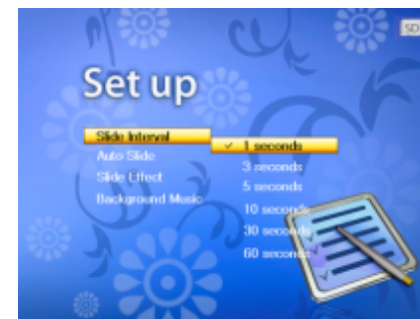 SD
Set up
Slide Interval
Auto Slide
Slide Effect
Background Music
✓ 1 seconds
3 seconds
5 seconds
10 seconds
30 seconds
60 seconds